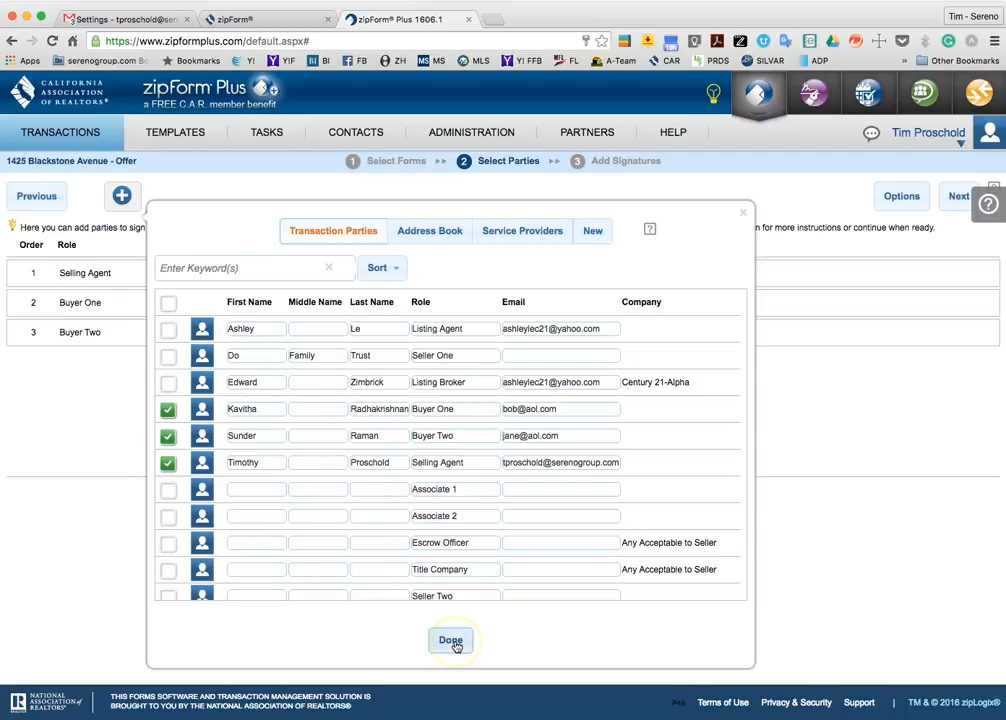 Settings - tproschold@sere
zipForm®
zipForm® Plus 1606.1
Tim - Sereno
https://www.zipformplus.com/default.aspx#
Apps
serenogroup.com Bo
Bookmarks
YI
YIF
BI
FB
ZH
MS
MLS
YI FFB
FL
A-Team
CAR
PRDS
SILVAR
ADP
»
Other Bookmarks
CALIFORNIA
ASSOCIATION
OF REALTORS®
zipForm Plus
a FREE C.A.R. member benefit
TRANSACTIONS
TEMPLATES
TASKS
CONTACTS
ADMINISTRATION
PARTNERS
HELP
Tim Proschold
1425 Blackstone Avenue - Offer
1 Select Forms
2 Select Parties
3 Add Signatures
Previous
Options
Next
Here you can add parties to sign
n for more instructions or continue when ready.
Order Role
1 Selling Agent
2 Buyer One
3 Buyer Two
Transaction Parties
Address Book
Service Providers
New
Enter Keyword(s)
Sort
First Name Middle Name Last Name Role Email Company
Ashley Le Listing Agent ashleylec21@yahoo.com
Do Family Trust Seller One
Edward Zimbrick Listing Broker ashleylec21@yahoo.com Century 21-Alpha
Kavitha Radhakrishnan Buyer One bob@aol.com
Sunder Raman Buyer Two jane@aol.com
Timothy Proschold Selling Agent tproschold@serenogroup.com
Associate 1
Associate 2
Escrow Officer Any Acceptable to Seller
Title Company Any Acceptable to Seller
Seller Two
Done
NATIONAL
ASSOCIATION of
REALTORS®
THIS FORMS SOFTWARE AND TRANSACTION MANAGEMENT SOLUTION IS
BROUGHT TO YOU BY THE NATIONAL ASSOCIATION OF REALTORS®
Terms of Use
Privacy & Security
Support
TM & © 2016 zipLogix®